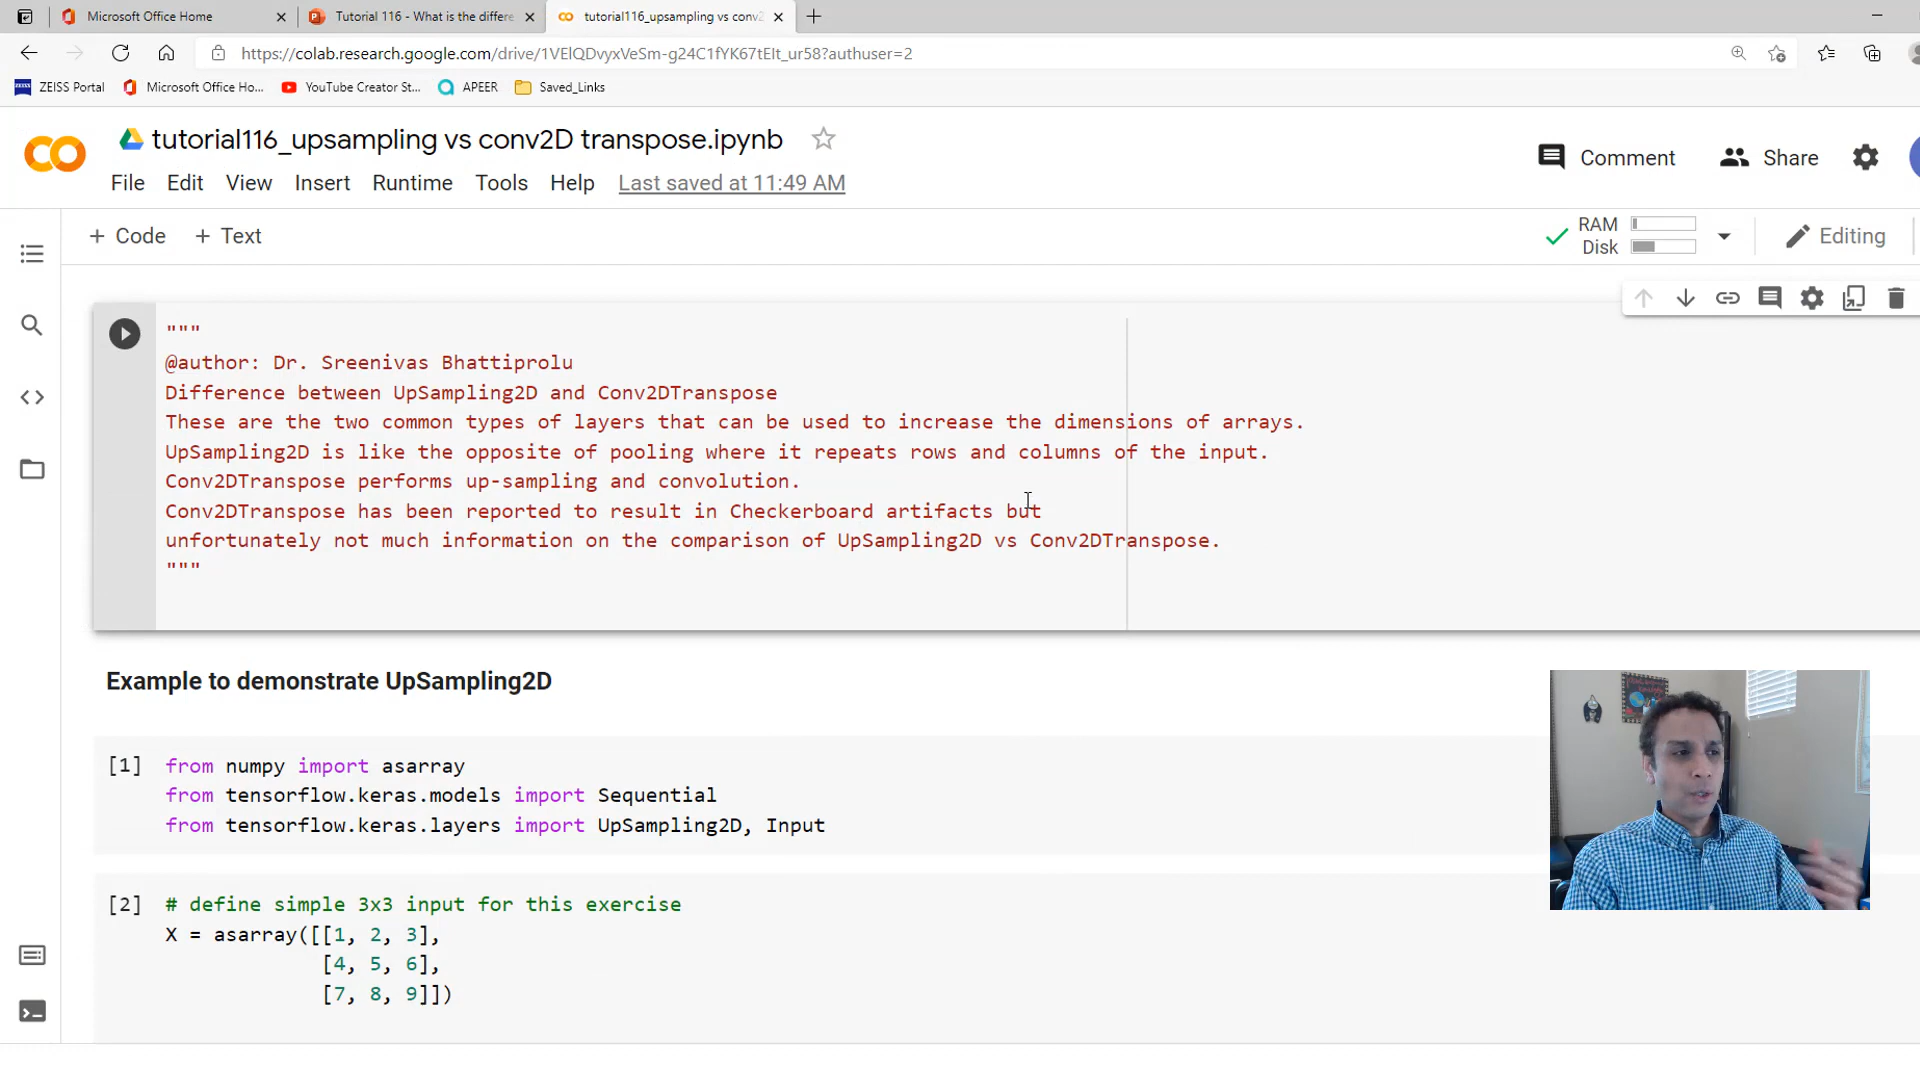 Microsoft Office Home
Tutorial 116 - What is the differe
tutorial116_upsampling vs conv2
https://colab.research.google.com/drive/1VElQDvyxVeSm-g24C1fYK67tEIt_ur58?authuser=2
ZEISS Portal
Microsoft Office Ho...
YouTube Creator St...
APEER
Saved_Links
tutorial116_upsampling vs conv2D transpose.ipynb
Comment
Share
File Edit View Insert Runtime Tools Help Last saved at 11:49 AM
+ Code + Text
RAM
Disk
Editing
"""
@author: Dr. Sreenivas Bhattiprolu
Difference between UpSampling2D and Conv2DTranspose
These are the two common types of layers that can be used to increase the dimensions of arrays.
UpSampling2D is like the opposite of pooling where it repeats rows and columns of the input.
Conv2DTranspose performs up-sampling and convolution.
Conv2DTranspose has been reported to result in Checkerboard artifacts but
unfortunately not much information on the comparison of UpSampling2D vs Conv2DTranspose.
"""
Example to demonstrate UpSampling2D
[1] from numpy import asarray
from tensorflow.keras.models import Sequential
from tensorflow.keras.layers import UpSampling2D, Input
[2] # define simple 3x3 input for this exercise
X = asarray([[1, 2, 3],
[4, 5, 6],
[7, 8, 9]])